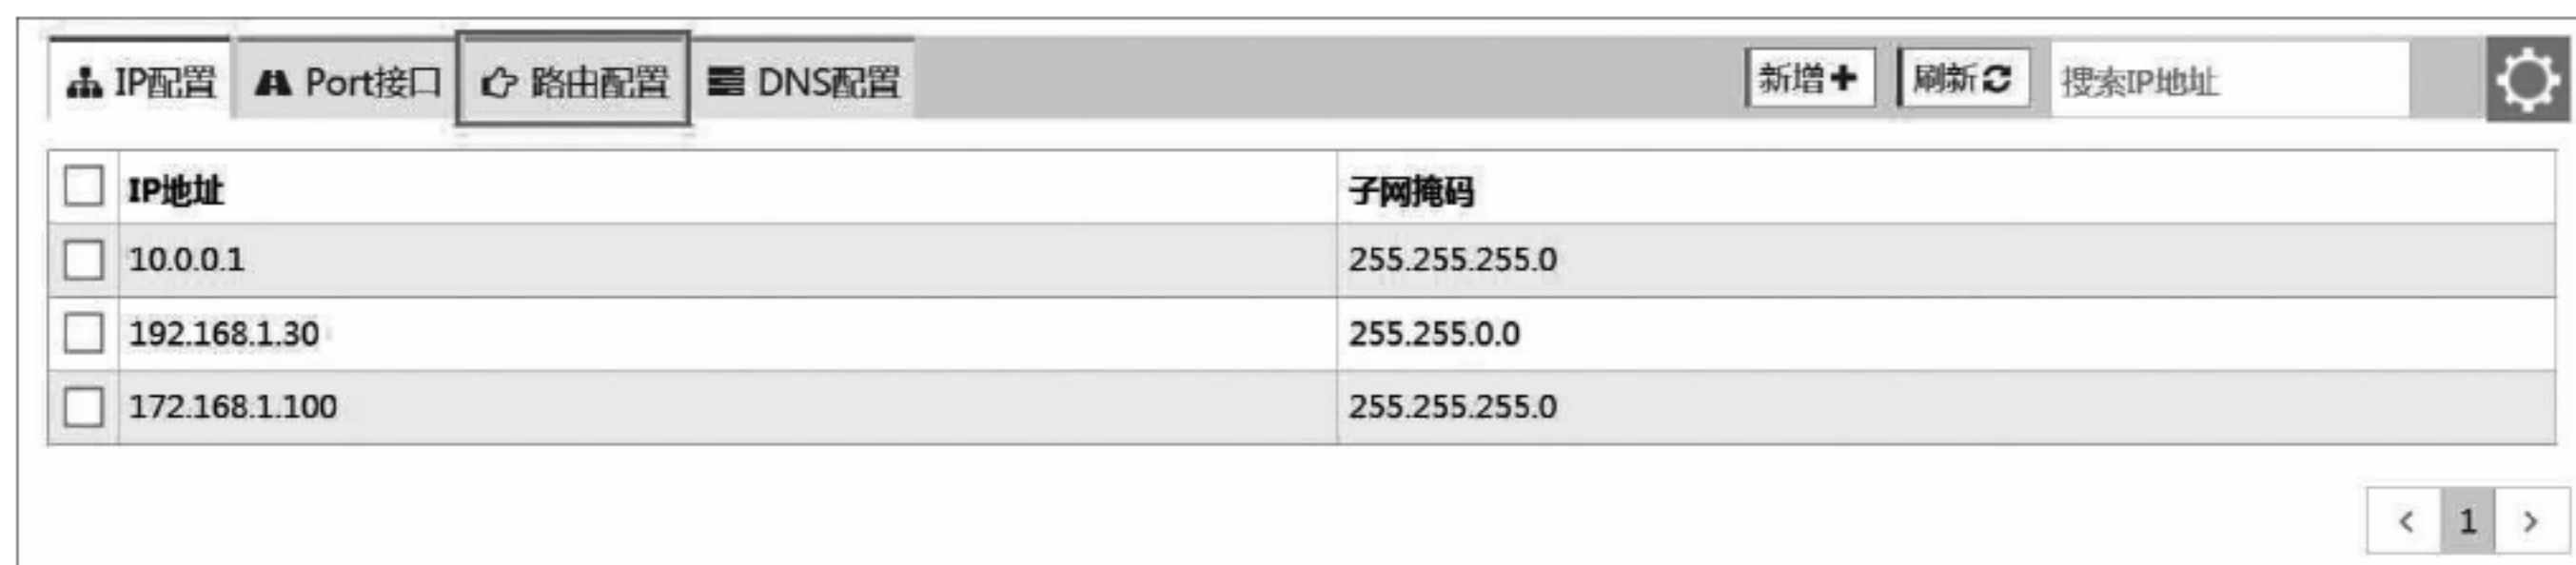 IP配置 Port接口 路由配置 DNS配置 新增 刷新 搜索IP地址
IP地址 子网掩码
10.0.0.1 255.255.255.0
192.168.1.30 255.255.0.0
172.168.1.100 255.255.255.0
< 1 >